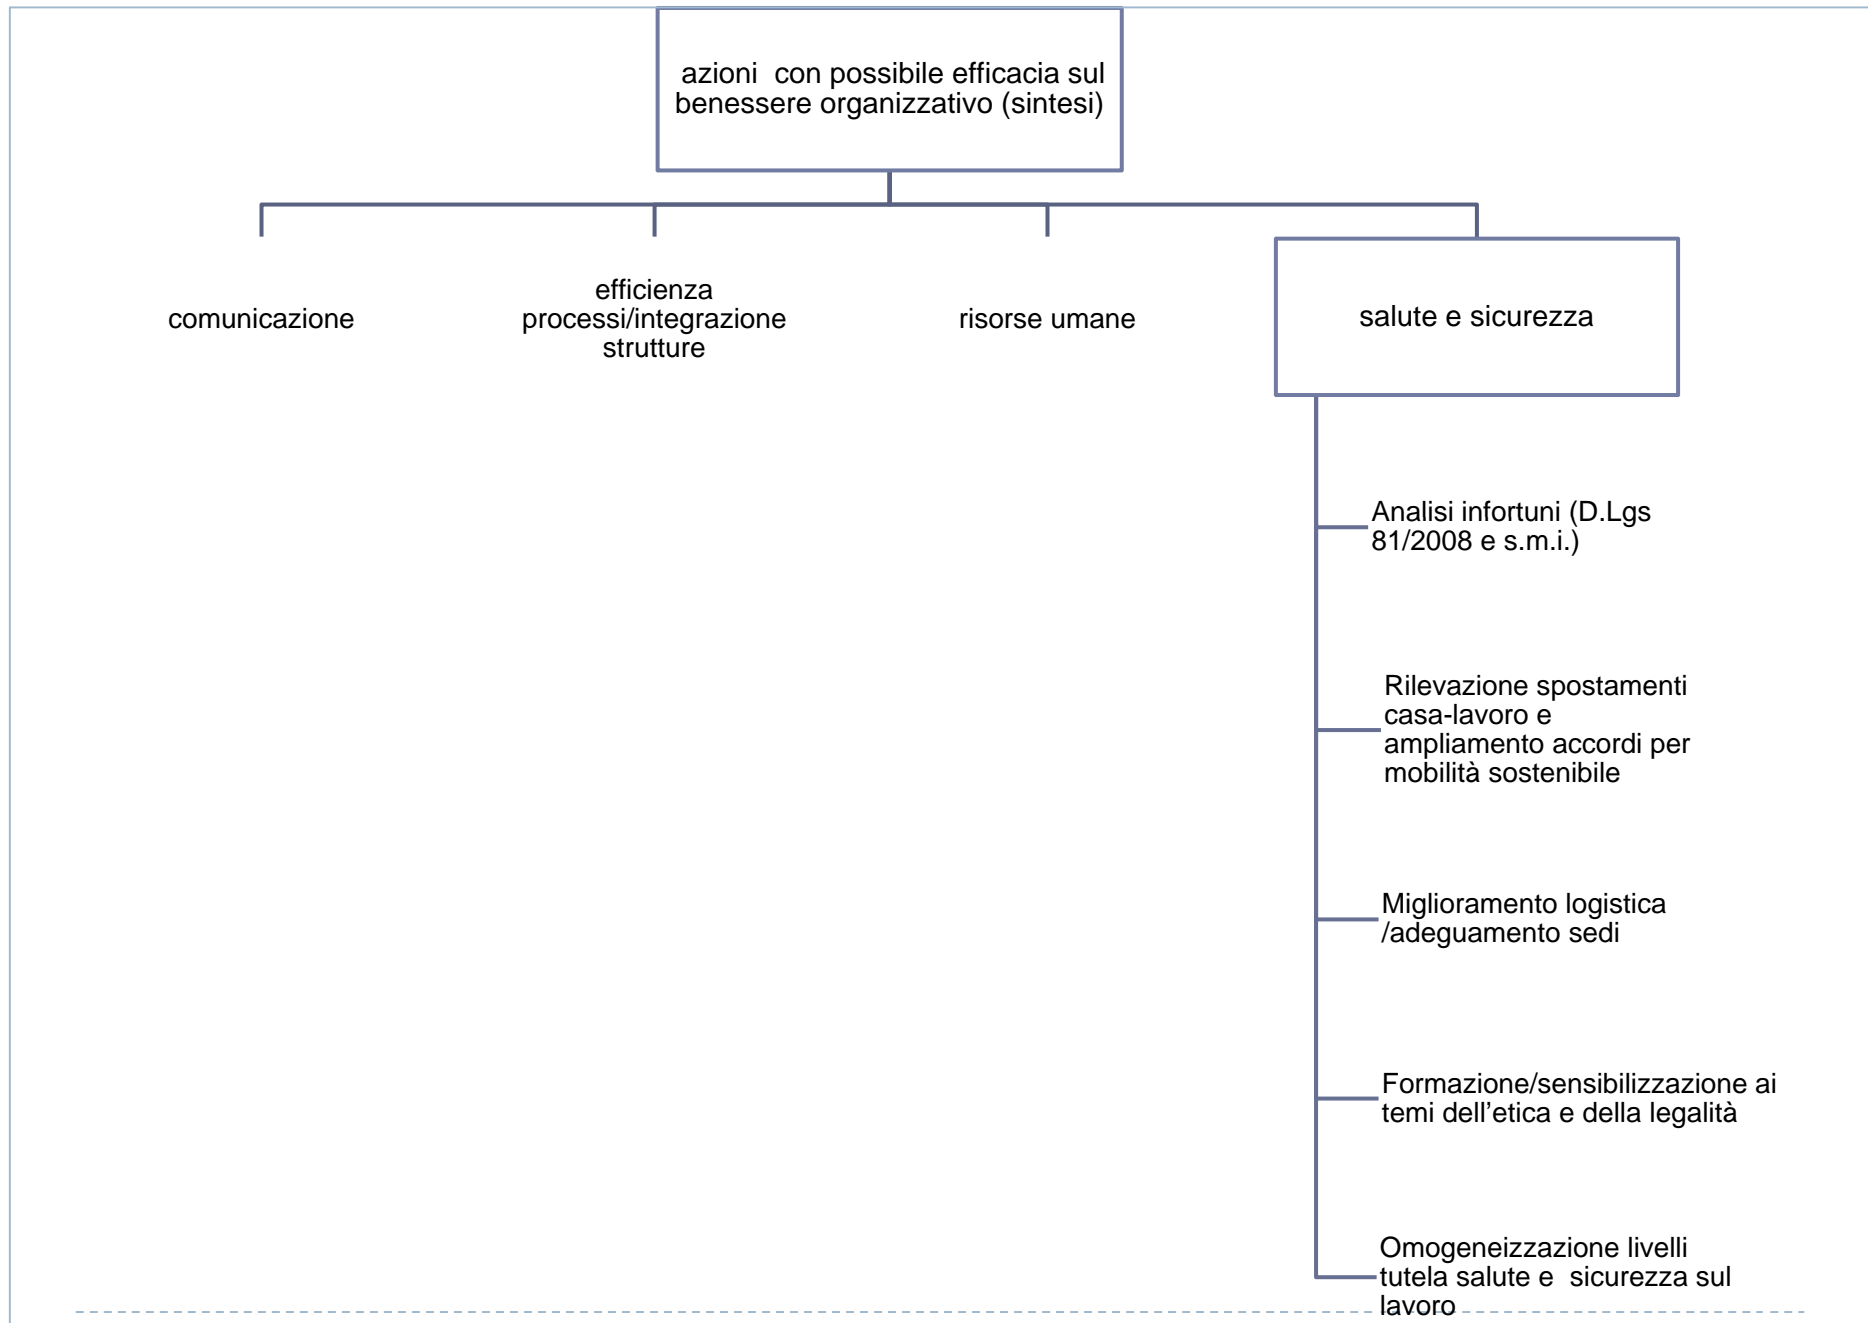 azioni  con possibile efficacia sul
benessere organizzativo (sintesi)
comunicazione
efficienza
processi/integrazione
strutture
risorse umane
salute e sicurezza
Analisi infortuni (D.Lgs
81/2008 e s.m.i.)
Rilevazione spostamenti
casa-lavoro e
ampliamento accordi per
mobilità sostenibile
Miglioramento logistica
/adeguamento sedi
Formazione/sensibilizzazione ai
temi dell’etica e della legalità
Omogeneizzazione livelli
tutela salute e  sicurezza sul
lavoro